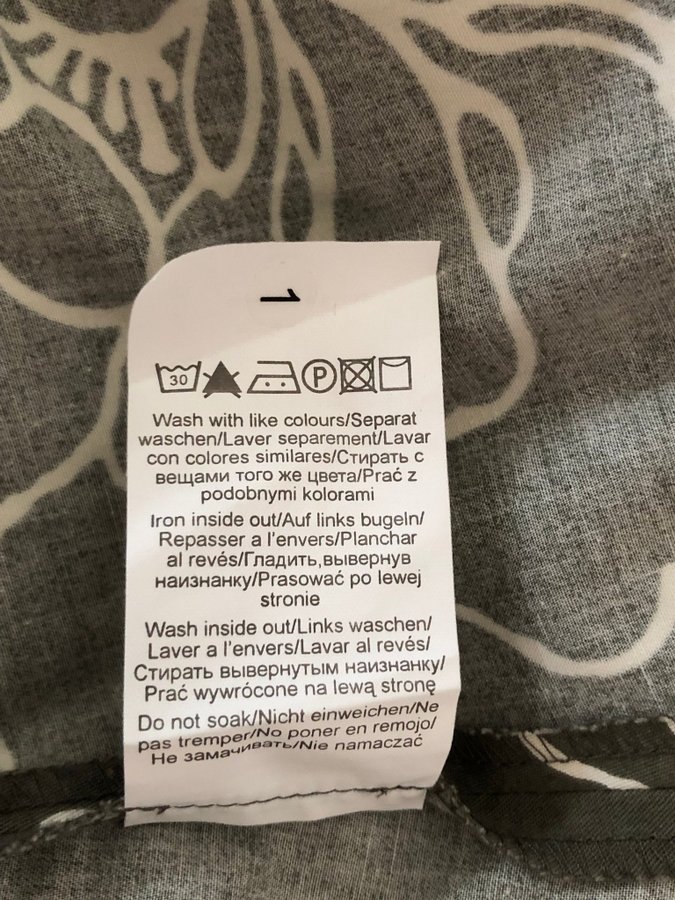 1
30 P
Wash with like colours/Separat
waschen/Laver separement/Lavar
con colores similares/Стирать с
вещами того же цвета/Prać z
podobnymi kolorami
Iron inside out/Auf links bugeln/
Repasser a l'envers/Planchar
al revés/Гладить,вывернув
наизнанку/Prasować po lewej
stronie
Wash inside out/Links waschen/
Laver a l'envers/Lavar al revés/
Стирать вывернутым наизнанку/
Prać wywrócone na lewą stronę
Do not soak/Nicht einweichen/Ne
pas tremper/No poner en remojo/
Не замачивать/Nie namaczać